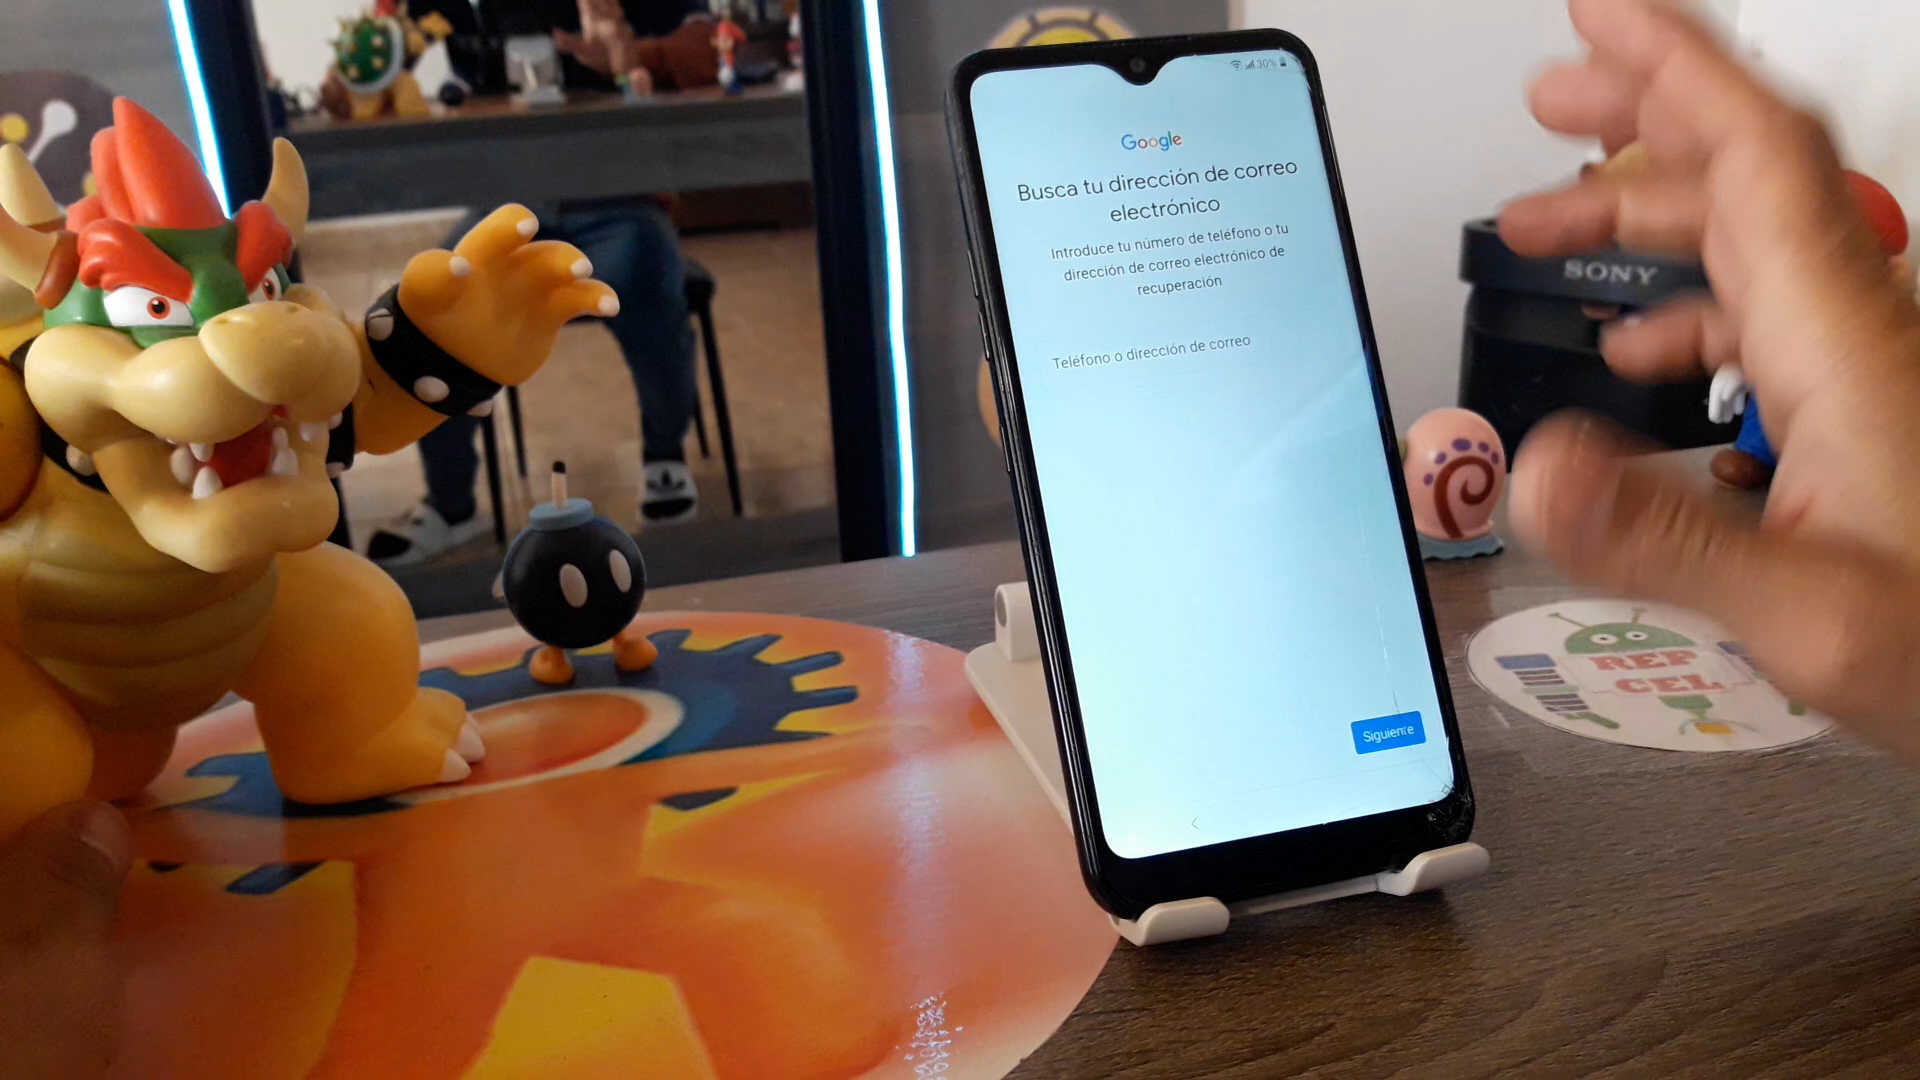 30%
Google
Busca tu dirección de correo
electrónico
Introduce tu número de teléfono o tu
dirección de correo electrónico de
recuperación
Teléfono o dirección de correo
Siguiente
SONY
REP
CEL